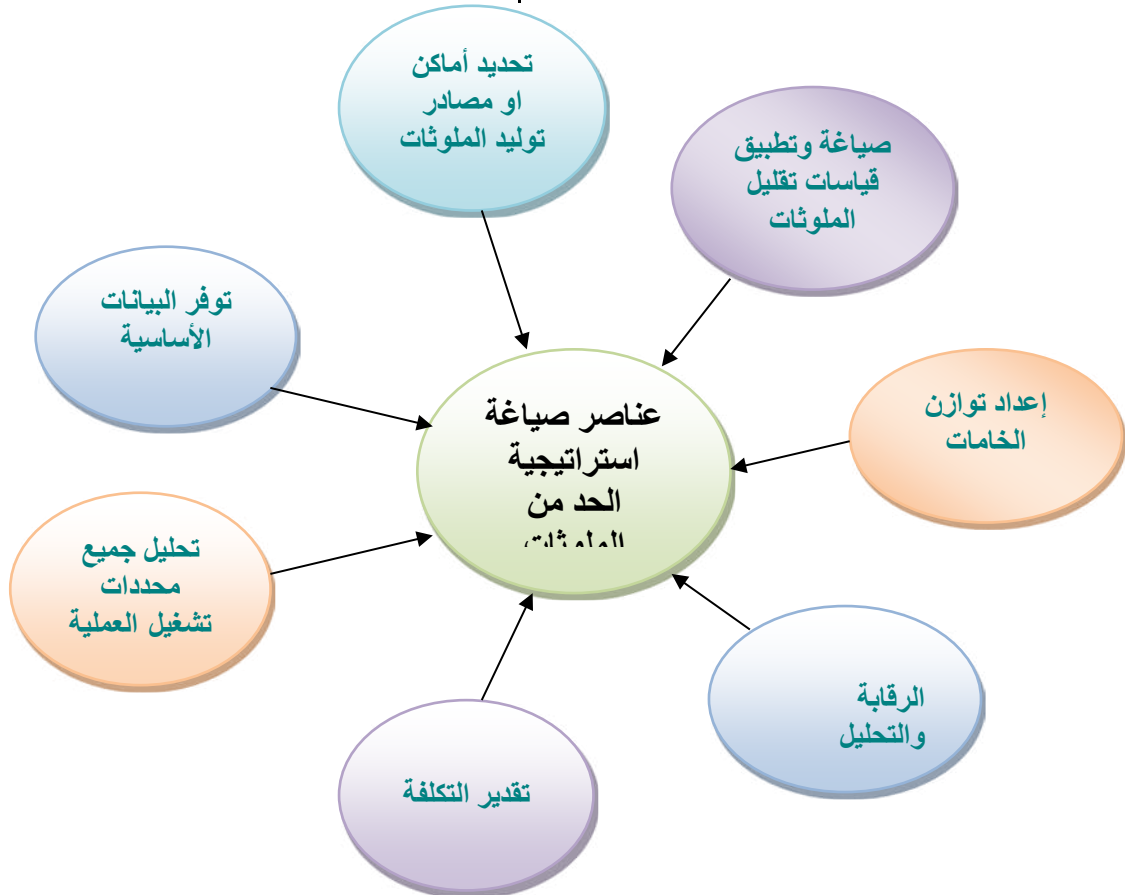 تحديد أماكن
او مصادر
توليد الملوثات
صياغة وتطبيق
قياسات تقليل
الملوثات
توفر البيانات
الأساسية
عناصر صياغة
استراتيجية
الحد من
الملوثات
إعداد توازن
الخامات
تحليل جميع
محددات
تشغيل العملية
الرقابة
والتحليل
تقدير التكلفة